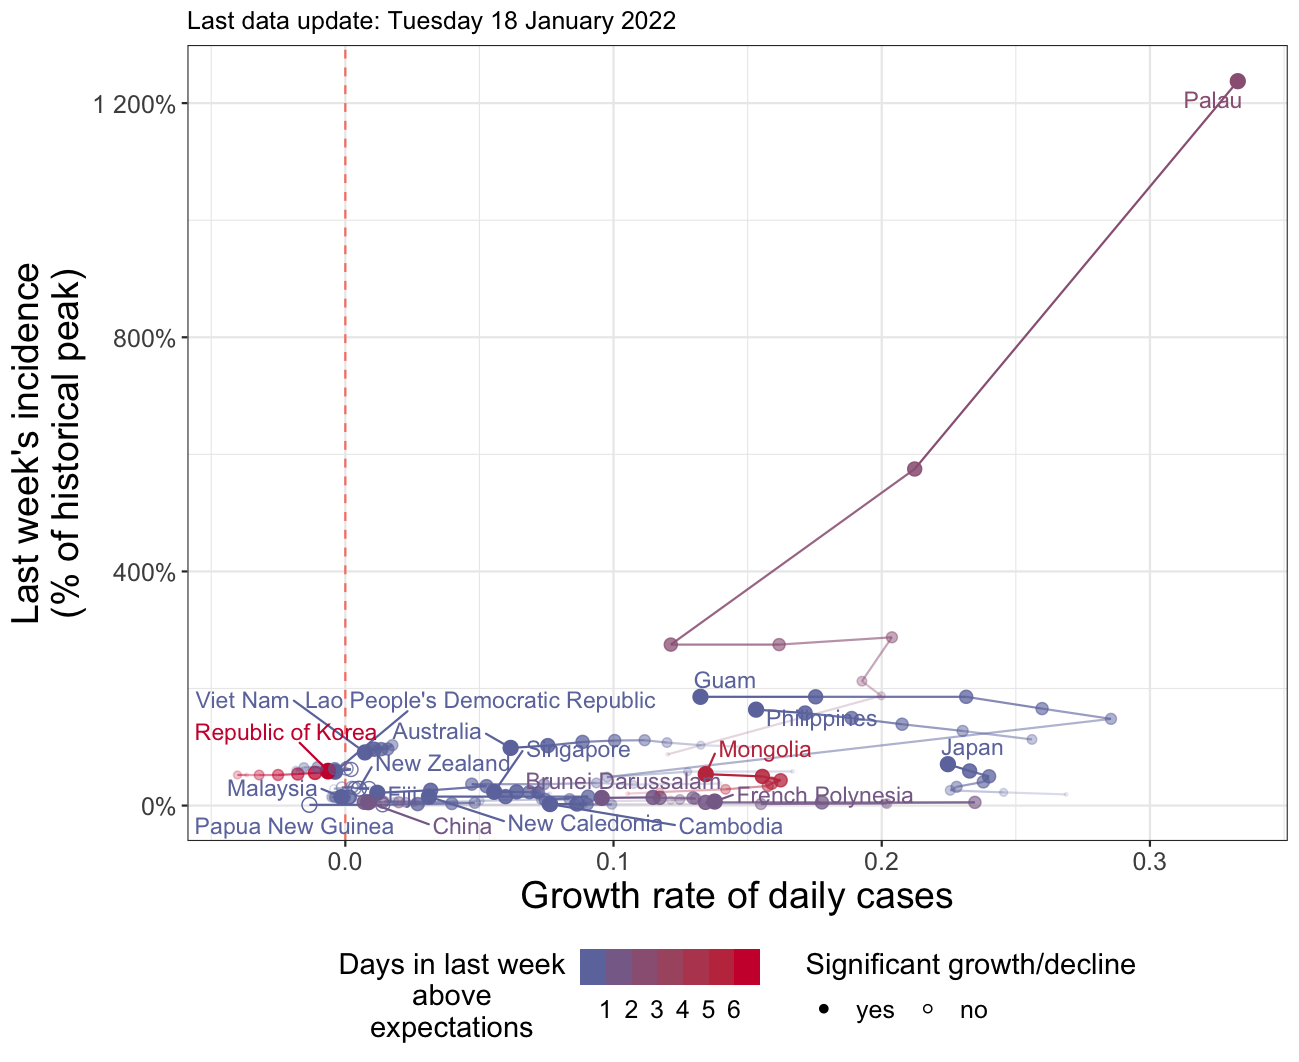 Last data update: Tuesday 18 January 2022
1 200%
800%
400%
0%
Last week's incidence
(% of historical peak)
Palau
Guam
Viet Nam
Lao People's Democratic Republic
Philippines
Republic of Korea
Australia
Singapore
Mongolia
Japan
New Zealand
Malaysia
Fiji
Brunei Darussalam
French Polynesia
Papua New Guinea
China
New Caledonia
Cambodia
0.0
0.1
0.2
0.3
Growth rate of daily cases
Days in last week
above
expectations
1 2 3 4 5 6
Significant growth/decline
yes
no